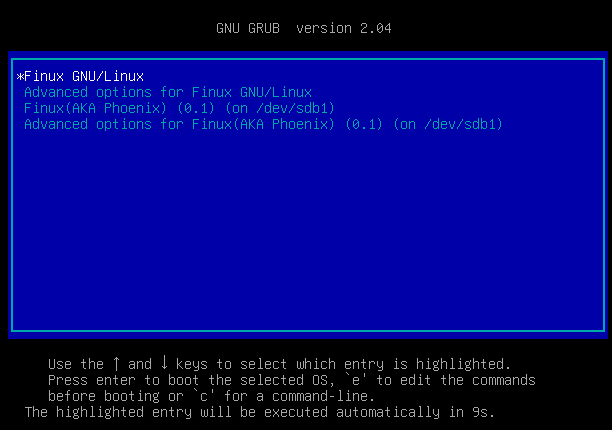 GNU GRUB  version 2.04
*Finux GNU/Linux
Advanced options for Finux GNU/Linux
Finux(AKA Phoenix) (0.1) (on /dev/sdb1)
Advanced options for Finux(AKA Phoenix) (0.1) (on /dev/sdb1)
Use the ↑ and ↓ keys to select which entry is highlighted.
Press enter to boot the selected OS, `e' to edit the commands
before booting or `c' for a command-line.
The highlighted entry will be executed automatically in 9s.